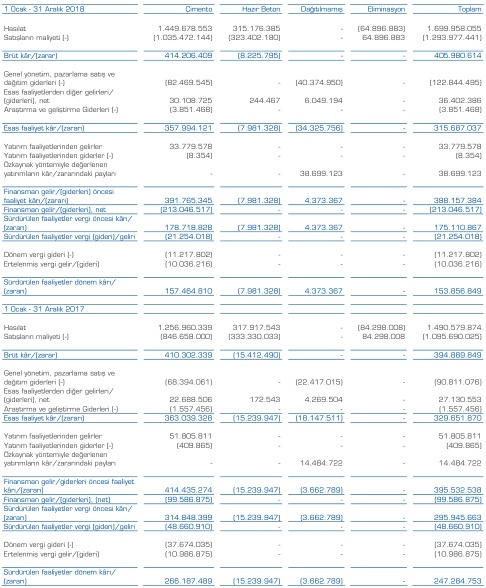 1 Ocak - 31 Aralık 2018 Çimento Hazır Beton Dağıtılmamış Eliminasyon Toplam
Hasılat 1.449.678.553 315.176.385 - (64.896.883) 1.699.958.055
Satışların maliyeti (-) (1.035.472.144) (323.402.180) - 64.896.883 (1.293.977.441)
Brüt kâr/(zarar) 414.206.409 (8.225.795) - - 405.980.614
Genel yönetim, pazarlama satış ve
dağıtım giderleri (-) (82.469.545) - (40.374.950) - (122.844.495)
Esas faaliyetlerden diğer gelirleri/
(giderleri), net 30.108.725 244.467 6.049.194 - 36.402.386
Araştırma ve geliştirme Giderleri (-) (3.851.468) - - - (3.851.468)
Esas faaliyet kârı/(zararı) 357.994.121 (7.981.328) (34.325.756) - 315.687.037
Yatırım faaliyetlerinden gelirler 33.779.578 - - - 33.779.578
Yatırım faaliyetlerinden giderler (-) (8.354) - - - (8.354)
Özkaynak yöntemiyle değerlenen
yatırımların kâr/zararındaki payları - - 38.699.123 - 38.699.123
Finansman gelir/(giderleri) öncesi
faaliyet kârı/(zararı) 391.765.345 (7.981.328) 4.373.367 - 388.157.384
Finansman gelir/(giderleri), net (213.046.517) - - - (213.046.517)
Sürdürülen faaliyetler vergi öncesi kârı/
(zararı) 178.718.828 (7.981.328) 4.373.367 - 175.110.867
Sürdürülen faaliyetler vergi (gideri)/geliri (21.254.018) - - - (21.254.018)
Dönem vergi gideri (-) (11.217.802) - - - (11.217.802)
Ertelenmiş vergi gelir/(gideri) (10.036.216) - - - (10.036.216)
Sürdürülen faaliyetler dönem kârı/
(zararı) 157.464.810 (7.981.328) 4.373.367 - 153.856.849
1 Ocak - 31 Aralık 2017
Hasılat 1.256.960.339 317.917.543 - (84.298.008) 1.490.579.874
Satışların maliyeti (-) (846.658.000) (333.330.033) - 84.298.008 (1.095.690.025)
Brüt kâr/(zarar) 410.302.339 (15.412.490) - - 394.889.849
Genel yönetim, pazarlama satış ve
dağıtım giderleri (-) (68.394.061) - (22.417.015) - (90.811.076)
Esas faaliyetlerden diğer gelirleri/
(giderleri), net 22.688.506 172.543 4.269.504 - 27.130.553
Araştırma ve geliştirme Giderleri (-) (1.557.456) - - - (1.557.456)
Esas faaliyet kârı/(zararı) 363.039.328 (15.239.947) (18.147.511) - 329.651.870
Yatırım faaliyetlerinden gelirler 51.805.811 - - - 51.805.811
Yatırım faaliyetlerinden giderler (-) (409.865) - - - (409.865)
Özkaynak yöntemiyle değerlenen
yatırımların kâr/zararındaki payları - - 14.484.722 - 14.484.722
Finansman gelir/giderleri öncesi faaliyet
kârı/(zararı) 414.435.274 (15.239.947) (3.662.789) - 395.532.538
Finansman gelir/(giderleri), (net) (99.586.875) - - - (99.586.875)
Sürdürülen faaliyetler vergi öncesi kârı/
(zararı) 314.848.399 (15.239.947) (3.662.789) - 295.945.663
Sürdürülen faaliyetler vergi (gideri)/geliri (48.660.910) - - - (48.660.910)
Dönem vergi gideri (-) (37.674.035) - - - (37.674.035)
Ertelenmiş vergi gelir/(gideri) (10.986.875) - - - (10.986.875)
Sürdürülen faaliyetler dönem kârı/
(zararı) 266.187.489 (15.239.947) (3.662.789) - 247.284.753